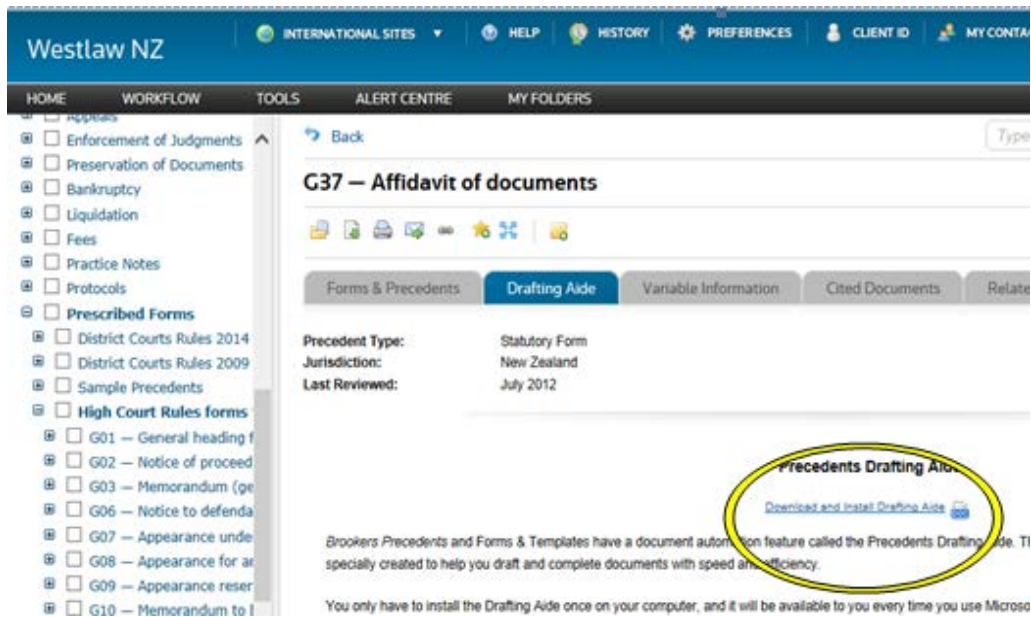 Westlaw NZ
INTERNATIONAL SITES
HELP
HISTORY
PREFERENCES
CLIENT ID
MY CONTA
HOME
WORKFLOW
TOOLS
ALERT CENTRE
MY FOLDERS
Appeals
Enforcement of Judgments
Preservation of Documents
Bankruptcy
Liquidation
Fees
Practice Notes
Protocols
Prescribed Forms
District Courts Rules 2014
District Courts Rules 2009
Sample Precedents
High Court Rules forms
G01 — General heading f
G02 — Notice of proceed
G03 — Memorandum (ge
G06 — Notice to defenda
G07 — Appearance unde
G08 — Appearance for a
G09 — Appearance reser
G10 — Memorandum to
Back
Type
G37 — Affidavit of documents
Forms & Precedents
Drafting Aide
Variable Information
Cited Documents
Relate
Precedent Type: Statutory Form
Jurisdiction: New Zealand
Last Reviewed: July 2012
Precedents Drafting Aide
Download and Install Drafting Aide
Brookers Precedents and Forms & Templates have a document automation feature called the Precedents Drafting Aide. Th
specially created to help you draft and complete documents with speed and efficiency.
You only have to install the Drafting Aide once on your computer, and it will be available to you every time you use Microso